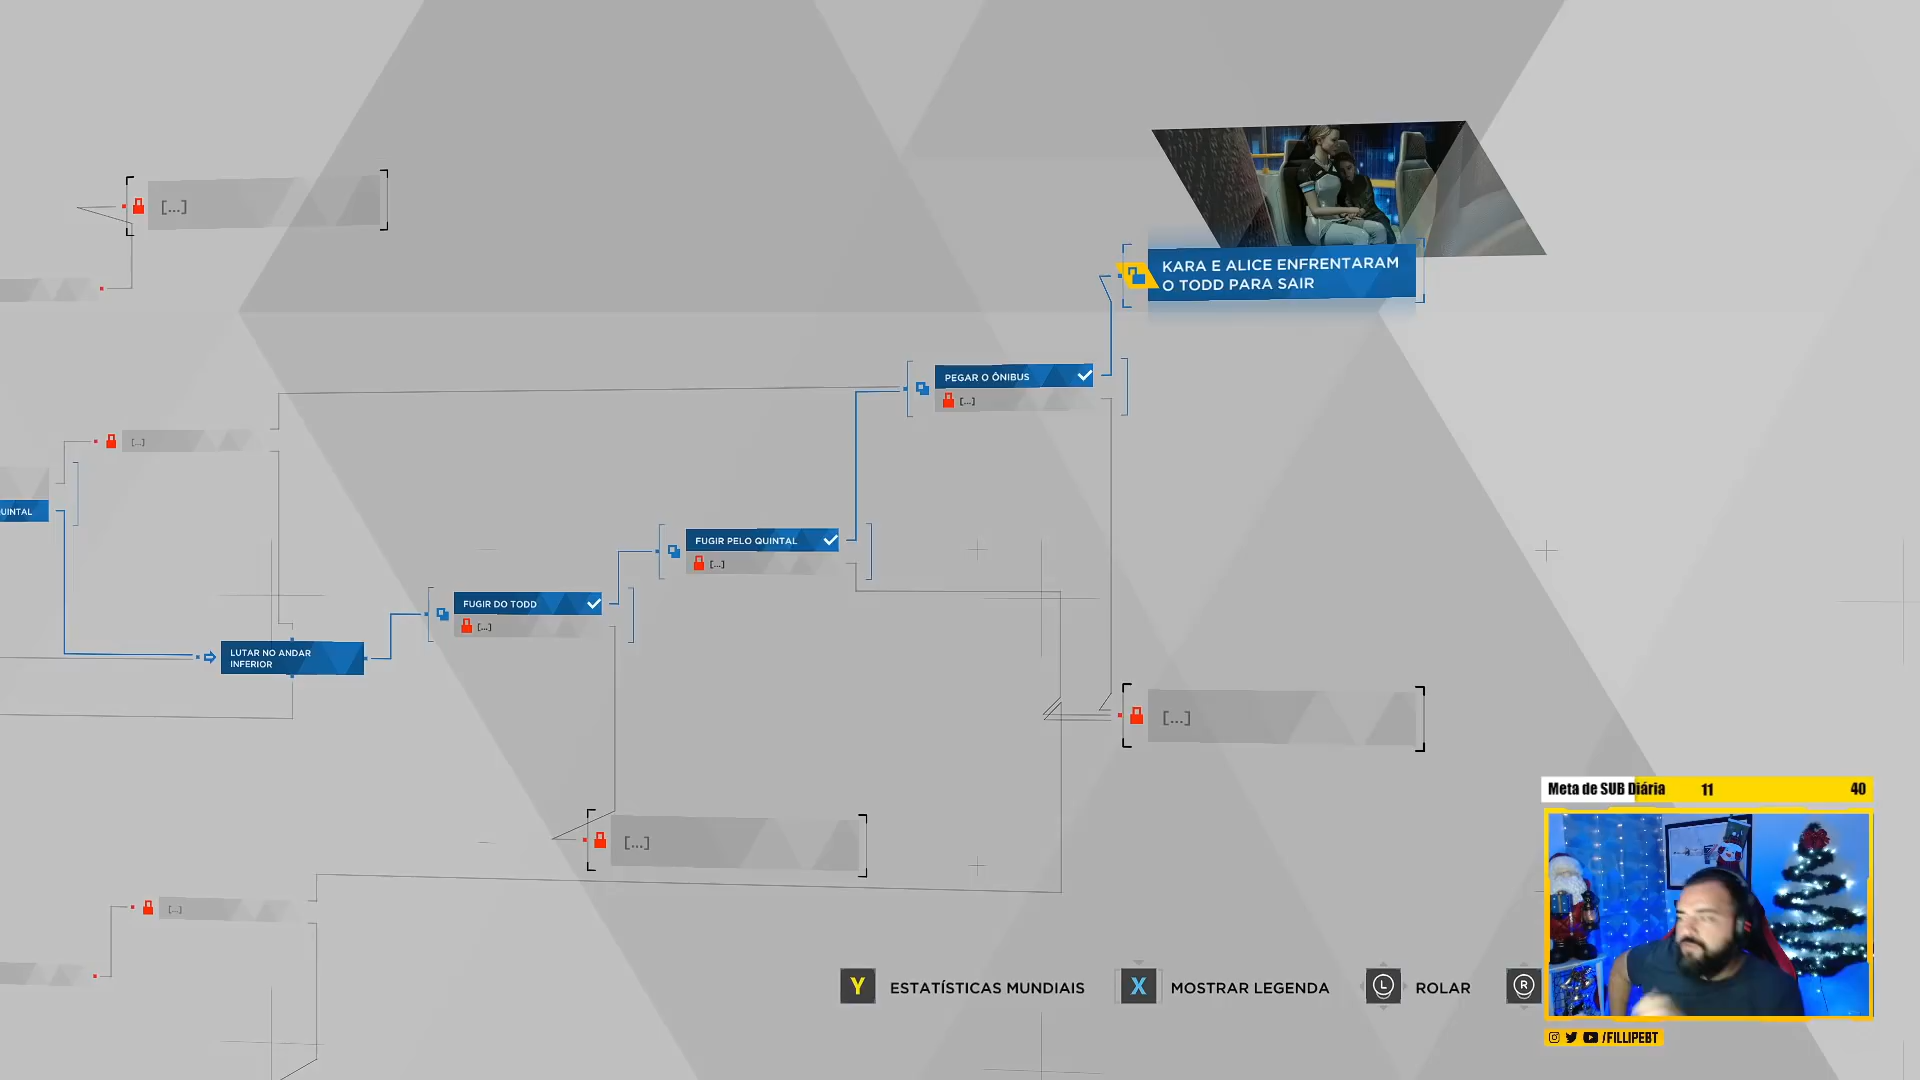 [...]
KARA E ALICE ENFRENTARAM
O TODD PARA SAIR
PEGAR O ÔNIBUS
[...]
[...]
UINTAL
FUGIR PELO QUINTAL
[...]
FUGIR DO TODD
[...]
LUTAR NO ANDAR
INFERIOR
[...]
[...]
[...]
Meta de SUB Diária 11 40
Y ESTATÍSTICAS MUNDIAIS
X MOSTRAR LEGENDA
L ROLAR
R
/FILLIPEBT